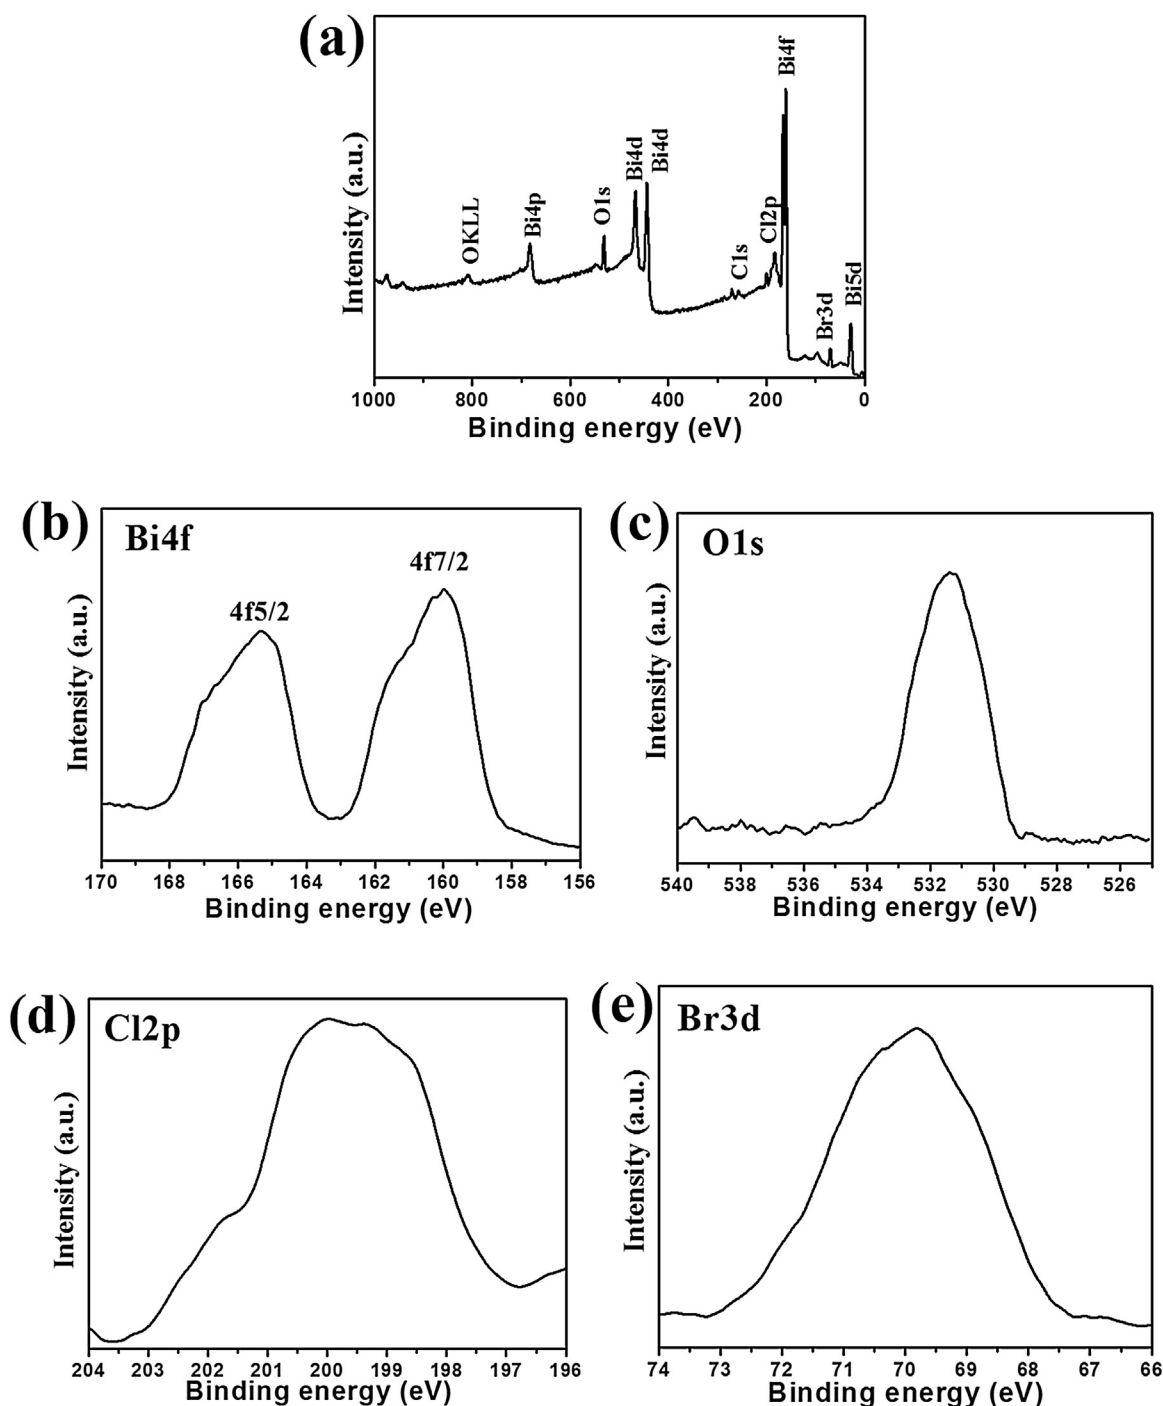 (a)
Intensity (a.u.)
OKLL
Bi4p
O1s
Bi4d
Bi4d
C1s
Cl2p
Bi4f
Br3d
Bi5d
1000 800 600 400 200 0
Binding energy (eV)
(b)
Bi4f
4f5/2
4f7/2
Intensity (a.u.)
170 168 166 164 162 160 158 156
Binding energy (eV)
(c)
O1s
Intensity (a.u.)
540 538 536 534 532 530 528 526
Binding energy (eV)
(d)
Cl2p
Intensity (a.u.)
204 203 202 201 200 199 198 197 196
Binding energy (eV)
(e)
Br3d
Intensity (a.u.)
74 73 72 71 70 69 68 67 66
Binding energy (eV)